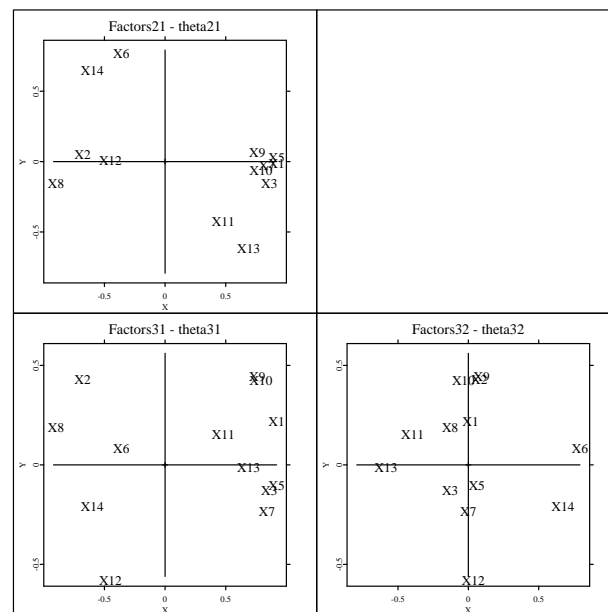 Factors21 - theta21
X6
X14
0.5
X2
X12
X9
X5
X1
X10
Y
0
X8
X3
X11
-0.5
X13
-0.5
0
0.5
X
Factors31 - theta31
Factors32 - theta32
0.5
X2
X9
X10
X8
X1
X11
X6
Y
0
X13
X5
X3
X14
X7
-0.5
X12
-0.5
0
0.5
X
0.5
X10
X9
X2
X1
X8
X11
X6
Y
0
X13
X5
X3
X14
X7
-0.5
X12
-0.5
0
0.5
X